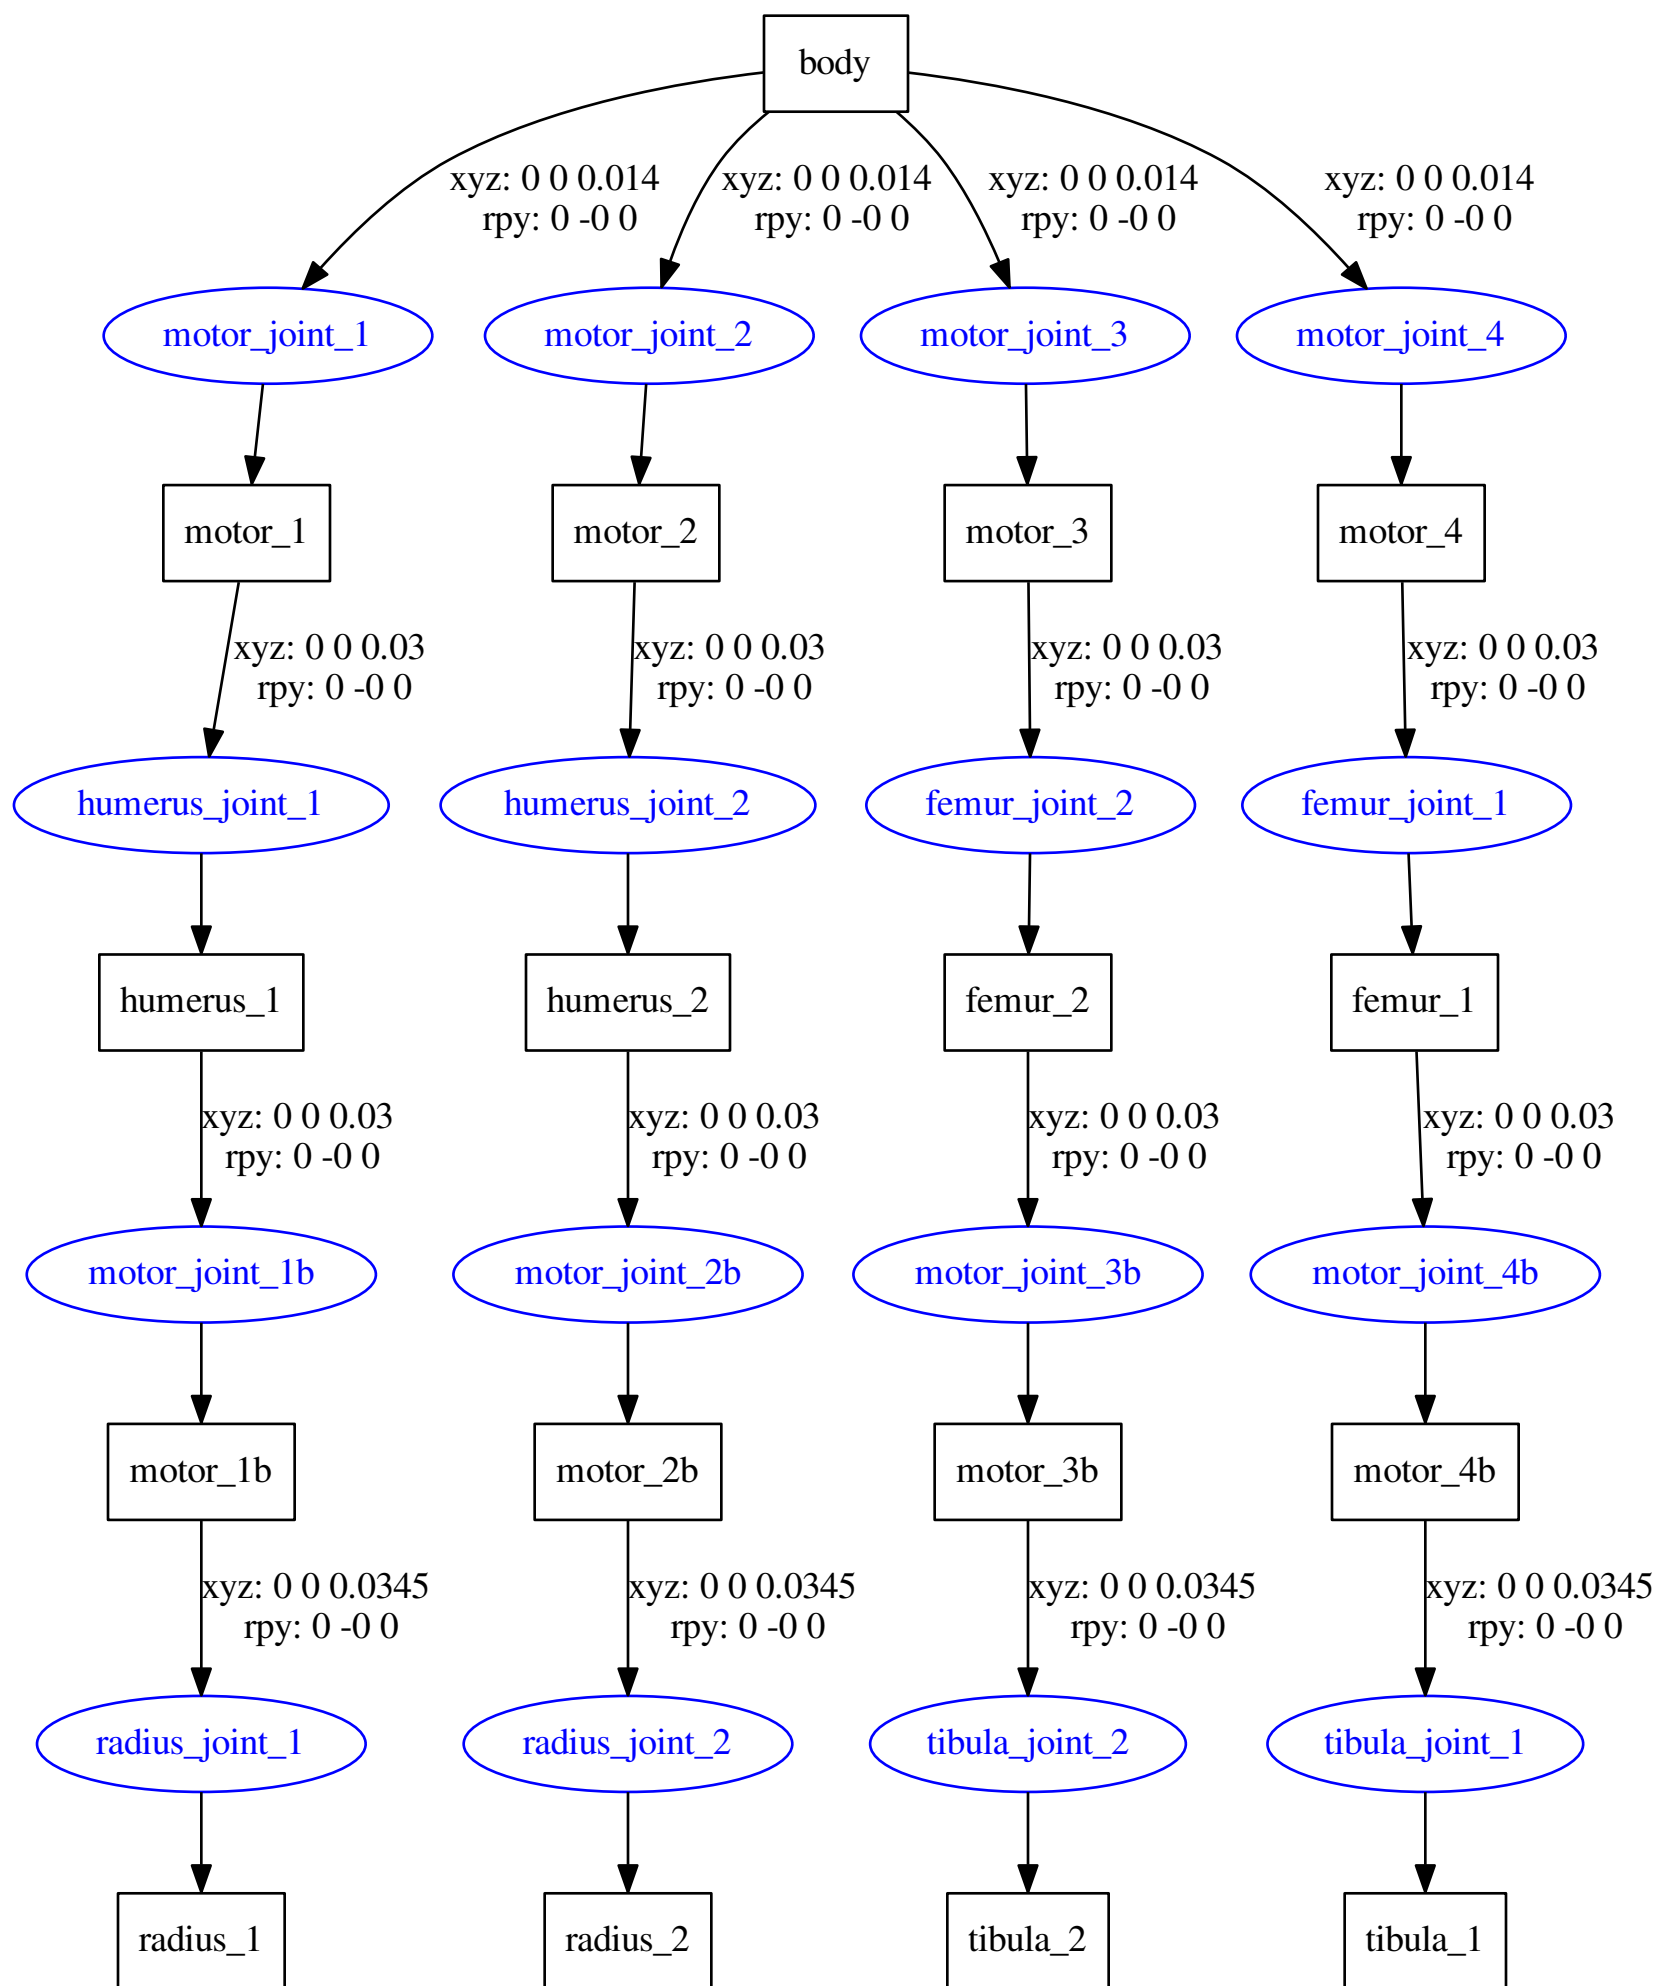 body
xyz: 0 0 0.014
rpy: 0 -0 0
xyz: 0 0 0.014
rpy: 0 -0 0
xyz: 0 0 0.014
rpy: 0 -0 0
xyz: 0 0 0.014
rpy: 0 -0 0
motor_joint_1
motor_joint_2
motor_joint_3
motor_joint_4
motor_1
motor_2
motor_3
motor_4
xyz: 0 0 0.03
rpy: 0 -0 0
xyz: 0 0 0.03
rpy: 0 -0 0
xyz: 0 0 0.03
rpy: 0 -0 0
xyz: 0 0 0.03
rpy: 0 -0 0
humerus_joint_1
humerus_joint_2
femur_joint_2
femur_joint_1
humerus_1
humerus_2
femur_2
femur_1
xyz: 0 0 0.03
rpy: 0 -0 0
xyz: 0 0 0.03
rpy: 0 -0 0
xyz: 0 0 0.03
rpy: 0 -0 0
xyz: 0 0 0.03
rpy: 0 -0 0
motor_joint_1b
motor_joint_2b
motor_joint_3b
motor_joint_4b
motor_1b
motor_2b
motor_3b
motor_4b
xyz: 0 0 0.0345
rpy: 0 -0 0
xyz: 0 0 0.0345
rpy: 0 -0 0
xyz: 0 0 0.0345
rpy: 0 -0 0
xyz: 0 0 0.0345
rpy: 0 -0 0
radius_joint_1
radius_joint_2
tibula_joint_2
tibula_joint_1
radius_1
radius_2
tibula_2
tibula_1